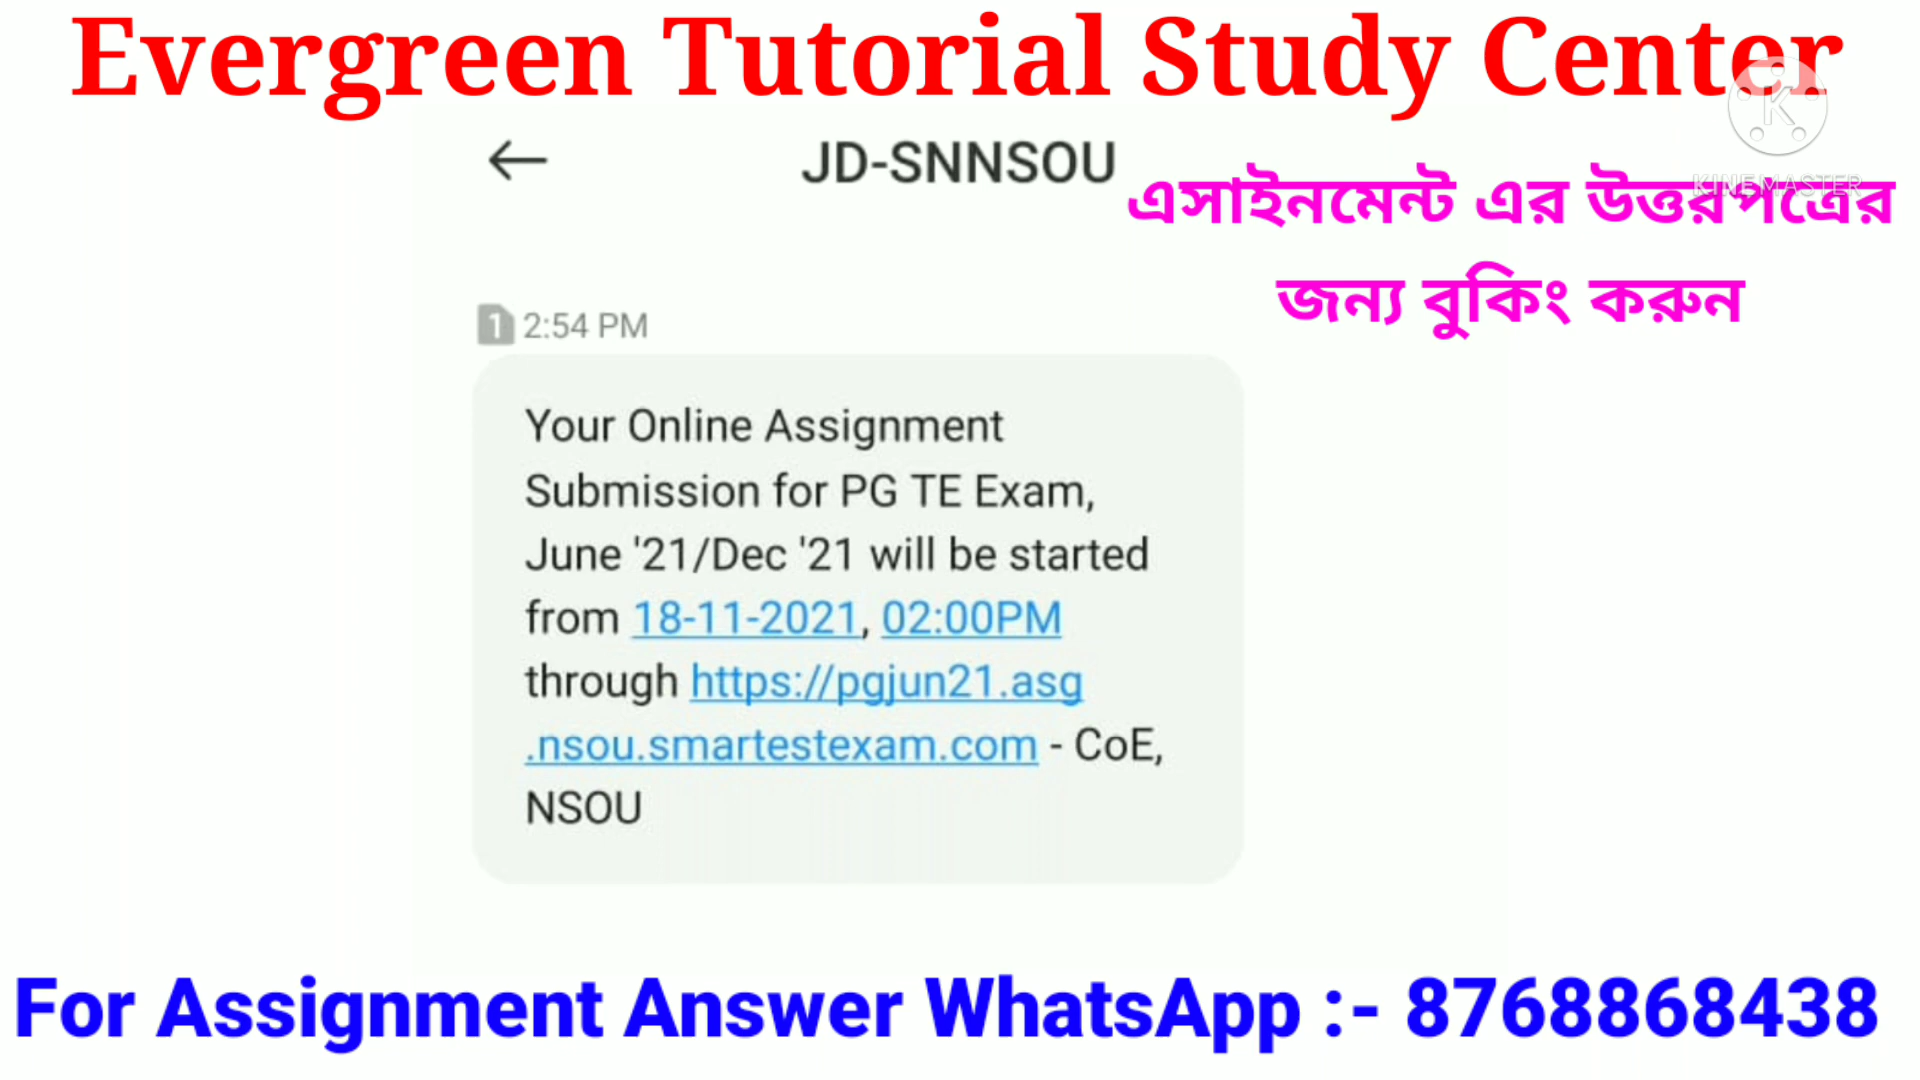 Evergreen Tutorial Study Center
JD-SNNSOU
KINEMASTER
এসাইনমেন্ট এর উত্তরপত্রের
জন্য বুকিং করুন
1 2:54 PM
Your Online Assignment
Submission for PG TE Exam,
June '21/Dec '21 will be started
from 18-11-2021, 02:00PM
through https://pgjun21.asg
.nsou.smartestexam.com - CoE,
NSOU
For Assignment Answer WhatsApp :- 8768868438